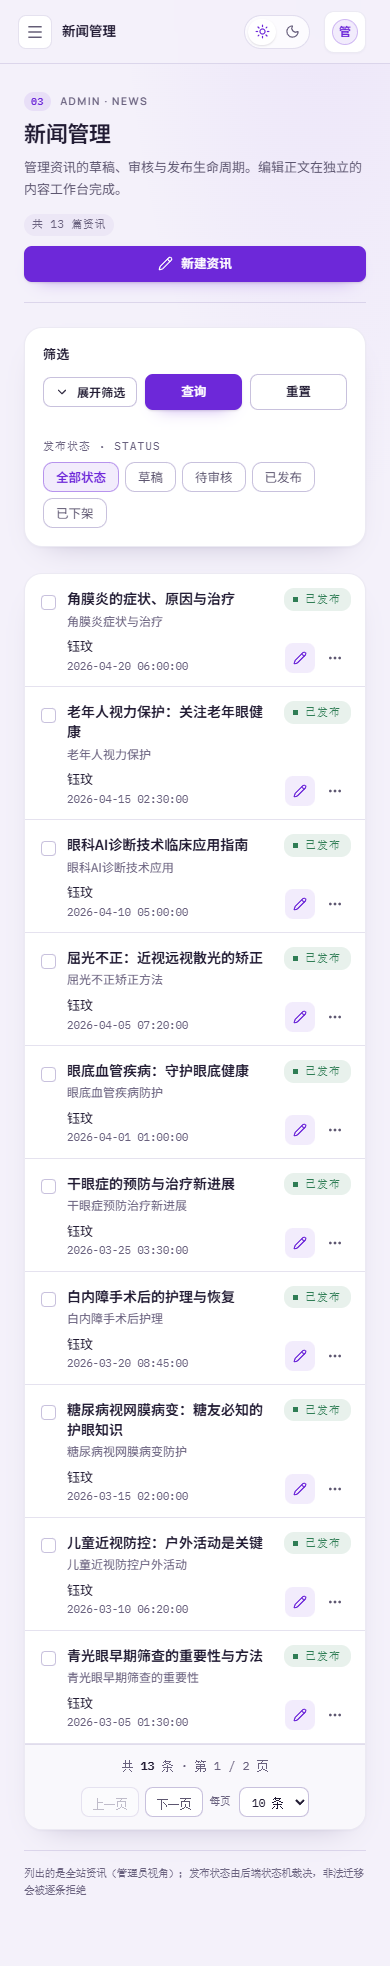 新闻管理
管
03 ADMIN · NEWS
新闻管理
管理资讯的草稿、审核与发布生命周期。编辑正文在独立的
内容工作台完成。
共 13 篇资讯
新建资讯
筛选
展开筛选 查询 重置
发布状态 · STATUS
全部状态 草稿 待审核 已发布
已下架
角膜炎的症状、原因与治疗 已发布
角膜炎症状与治疗
钰玟
2026-04-20 06:00:00
老年人视力保护：关注老年眼健 已发布
康
老年人视力保护
钰玟
2026-04-15 02:30:00
眼科AI诊断技术临床应用指南 已发布
眼科AI诊断技术应用
钰玟
2026-04-10 05:00:00
屈光不正：近视远视散光的矫正 已发布
屈光不正矫正方法
钰玟
2026-04-05 07:20:00
眼底血管疾病：守护眼底健康 已发布
眼底血管疾病防护
钰玟
2026-04-01 01:00:00
干眼症的预防与治疗新进展 已发布
干眼症预防治疗新进展
钰玟
2026-03-25 03:30:00
白内障手术后的护理与恢复 已发布
白内障手术后护理
钰玟
2026-03-20 08:45:00
糖尿病视网膜病变：糖友必知的 已发布
护眼知识
糖尿病视网膜病变防护
钰玟
2026-03-15 02:00:00
儿童近视防控：户外活动是关键 已发布
儿童近视防控户外活动
钰玟
2026-03-10 06:20:00
青光眼早期筛查的重要性与方法 已发布
青光眼早期筛查的重要性
钰玟
2026-03-05 01:30:00
共 13 条 · 第 1 / 2 页
上一页 下一页 每页 10 条
列出的是全站资讯（管理员视角）；发布状态由后端状态机裁决，非法迁移
会被逐条拒绝